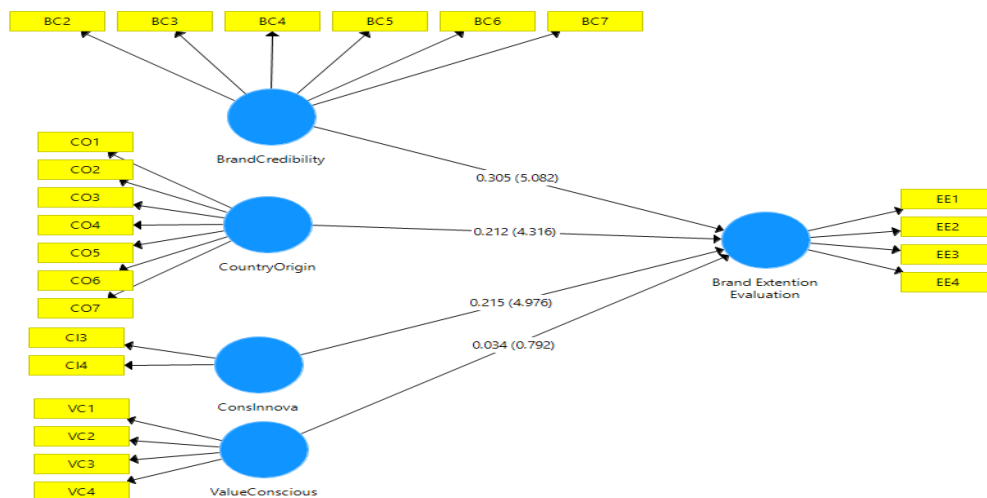 BC2 BC3 BC4 BC5 BC6 BC7
BrandCredibility
0.305 (5.082)
CO1
CO2
CO3
CO4
CO5
CO6
CO7
CountryOrigin
0.212 (4.316)
EE1
EE2
EE3
EE4
Brand Extention
Evaluation
0.215 (4.976)
CI3
CI4
ConsInnova
0.034 (0.792)
VC1
VC2
VC3
VC4
ValueConscious